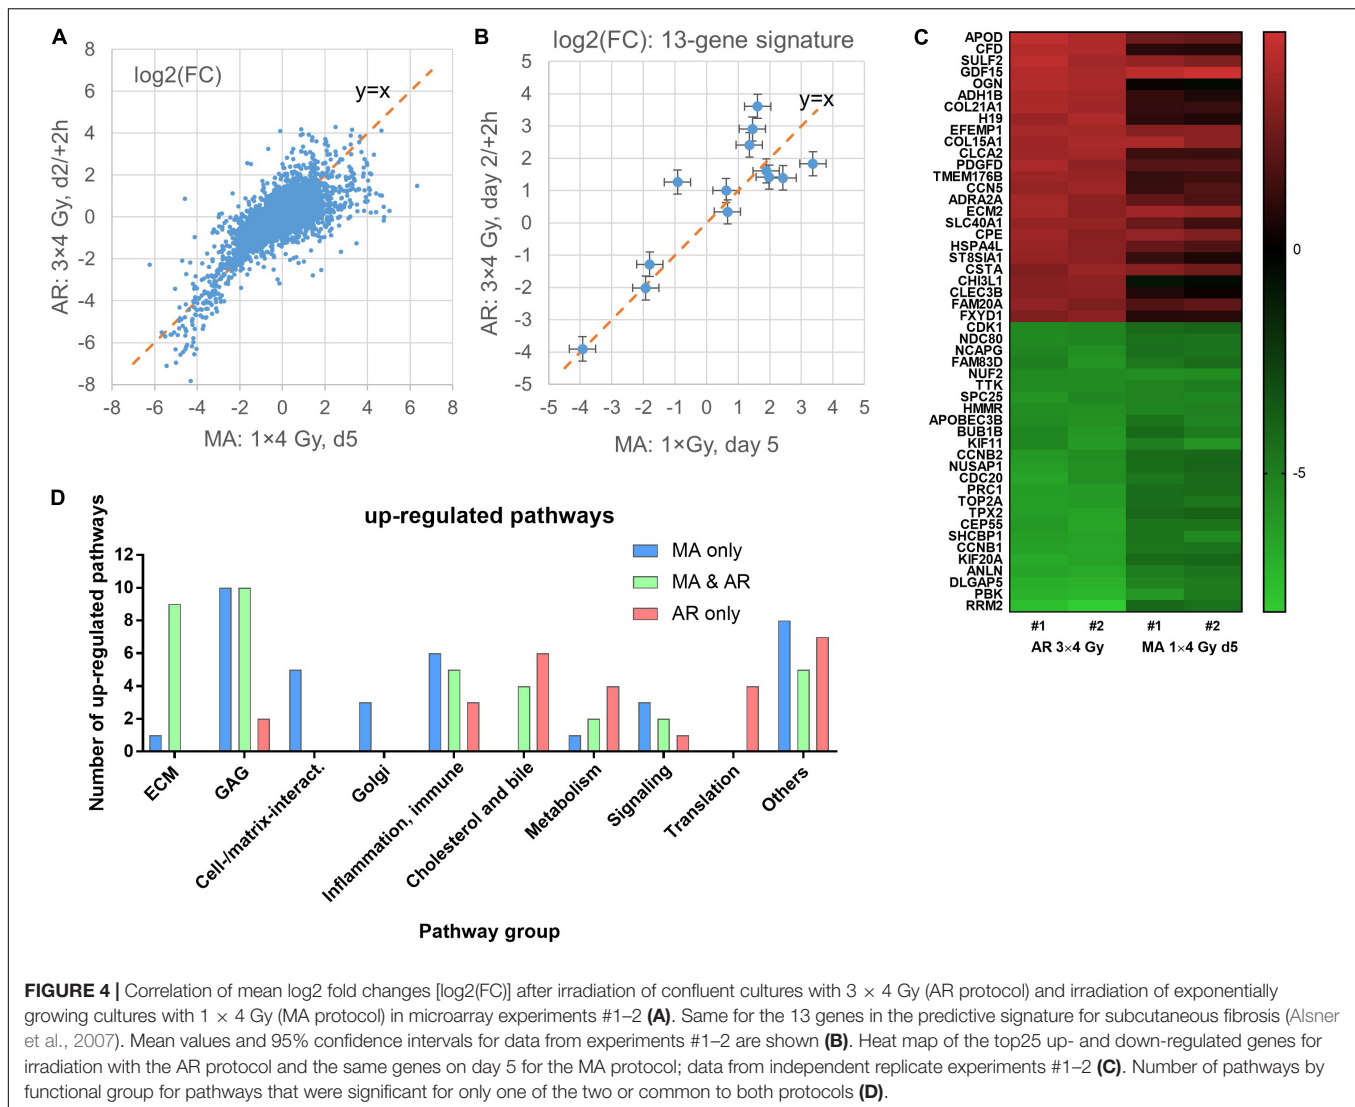 A
log2(FC)
y=x
8
6
4
2
0
-2
-4
-6
-8
-8 -6 -4 -2 0 2 4 6 8
AR: 3×4 Gy, d2/+2h
MA: 1×4 Gy, d5
B
log2(FC): 13-gene signature
y=x
5
4
3
2
1
0
-1
-2
-3
-4
-5
-5 -4 -3 -2 -1 0 1 2 3 4 5
AR: 3×4 Gy, day 2/+2h
MA: 1×Gy, day 5
C
APOD
CFD
SULF2
GDF15
OGN
ADH1B
COL21A1
H19
EFEMP1
COL15A1
CLCA2
PDGFD
TMEM176B
CCN5
ADRA2A
ECM2
SLC40A1
CPE
HSPA4L
ST8SIA1
CSTA
CHI3L1
CLEC3B
FAM20A
FXYD1
CDK1
NDC80
NCAPG
FAM83D
NUF2
TTK
SPC25
HMMR
APOBEC3B
BUB1B
KIF11
CCNB2
NUSAP1
CDC20
PRC1
TOP2A
TPX2
CEP55
SHCBP1
CCNB1
KIF20A
ANLN
DLGAP5
PBK
RRM2
#1 #2 #1 #2
AR 3×4 Gy MA 1×4 Gy d5
0
-5
D
up-regulated pathways
MA only
MA & AR
AR only
Number of up-regulated pathways
12
10
8
6
4
2
0
ECM
GAG
Cell-/matrix-interact.
Golgi
Inflammation, immune
Cholesterol and bile
Metabolism
Signaling
Translation
Others
Pathway group
FIGURE 4 | Correlation of mean log2 fold changes [log2(FC)] after irradiation of confluent cultures with 3 × 4 Gy (AR protocol) and irradiation of exponentially
growing cultures with 1 × 4 Gy (MA protocol) in microarray experiments #1–2 (A). Same for the 13 genes in the predictive signature for subcutaneous fibrosis (Alsner
et al., 2007). Mean values and 95% confidence intervals for data from experiments #1–2 are shown (B). Heat map of the top25 up- and down-regulated genes for
irradiation with the AR protocol and the same genes on day 5 for the MA protocol; data from independent replicate experiments #1–2 (C). Number of pathways by
functional group for pathways that were significant for only one of the two or common to both protocols (D).